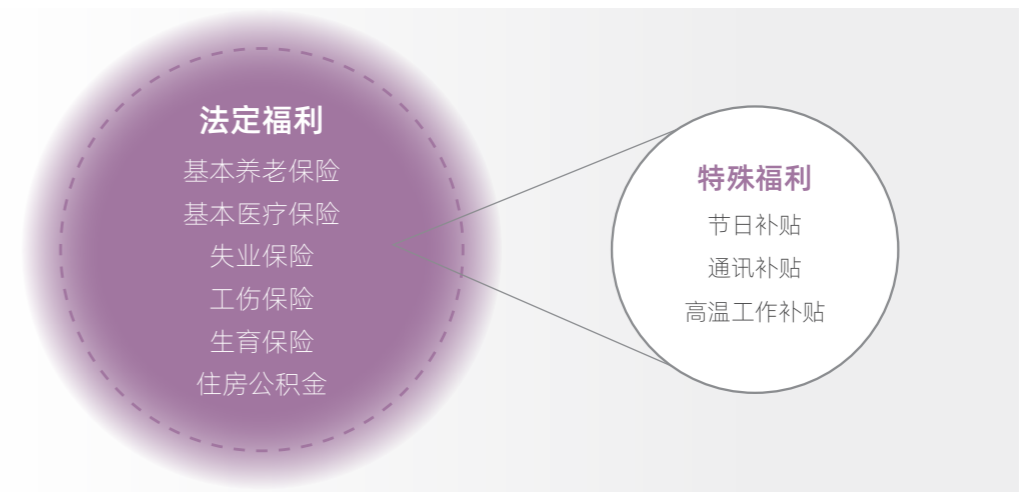 法定福利
基本养老保险
基本医疗保险
失业保险
工伤保险
生育保险
住房公积金
特殊福利
节日补贴
通讯补贴
高温工作补贴